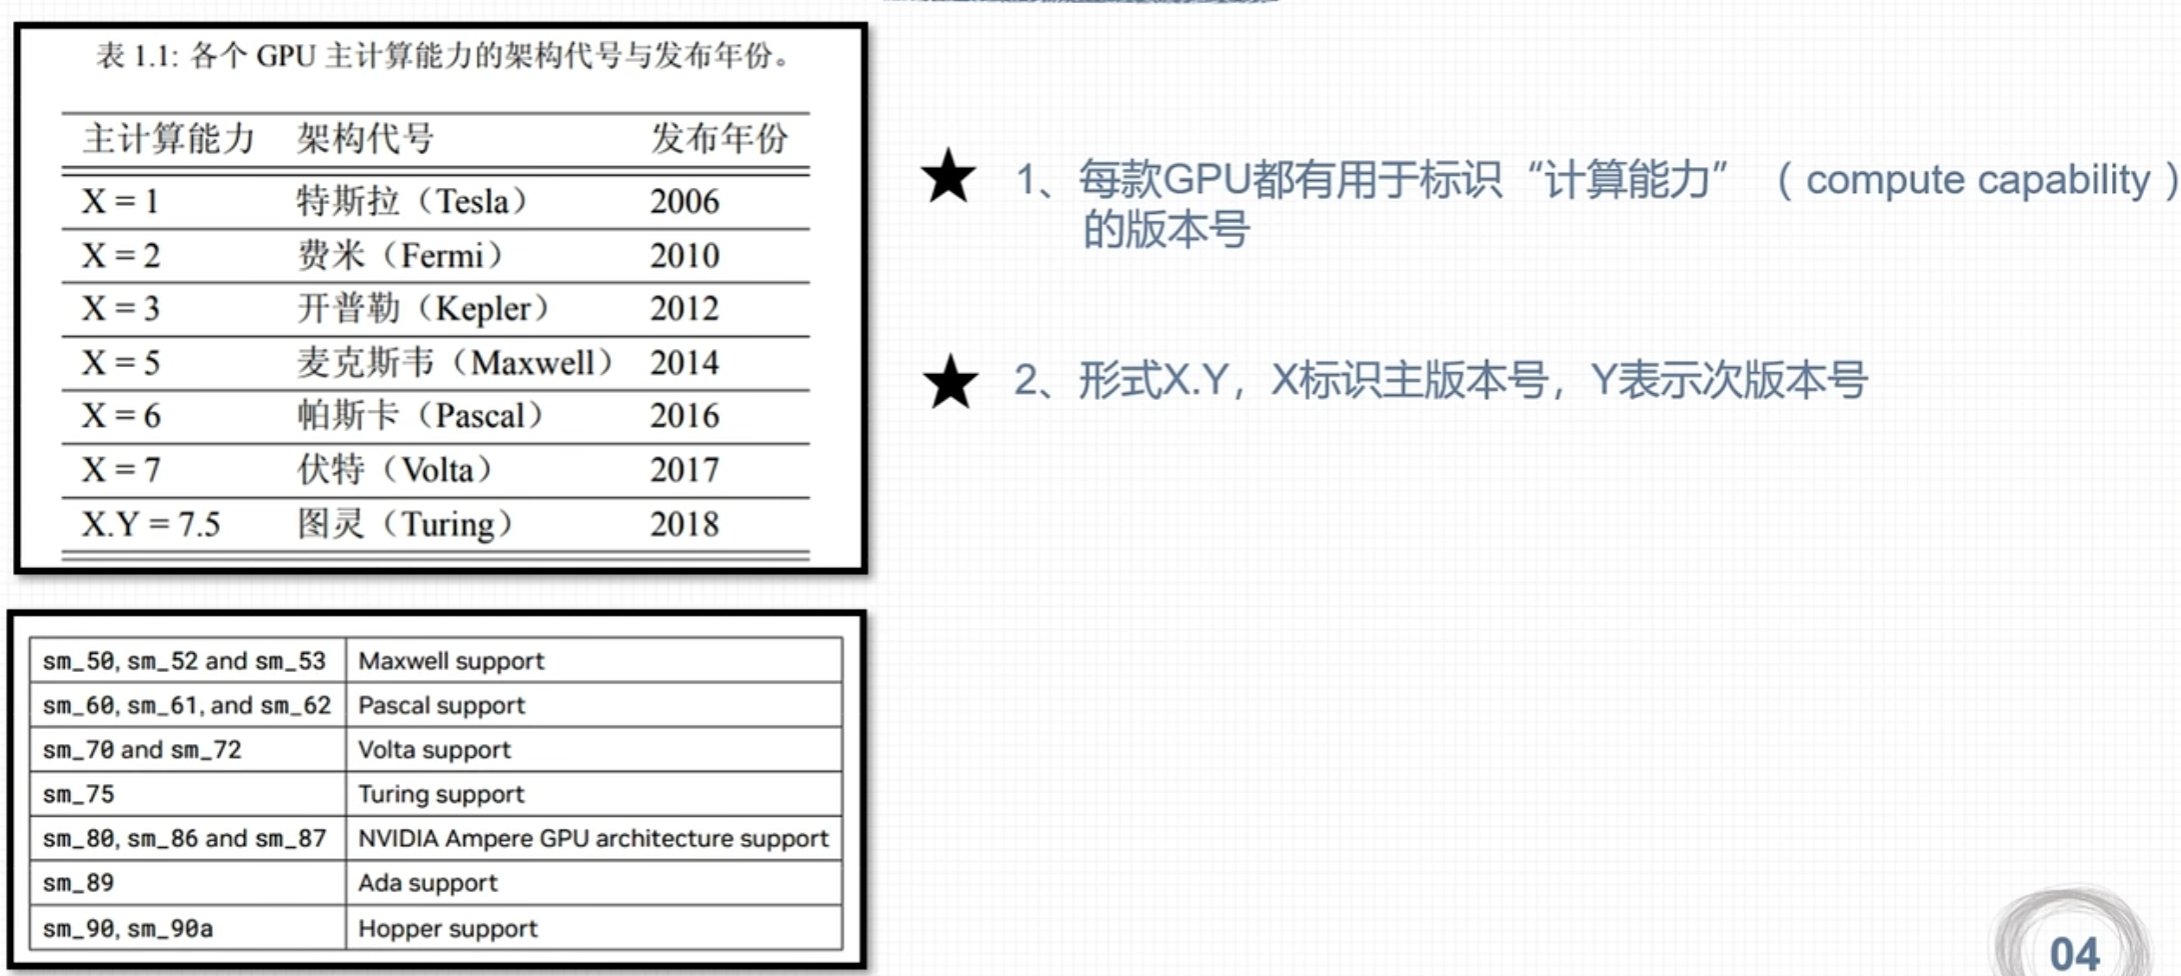 表 1.1: 各个 GPU 主计算能力的架构代号与发布年份。
主计算能力 架构代号 发布年份
X = 1 特斯拉（Tesla） 2006
X = 2 费米（Fermi） 2010
X = 3 开普勒（Kepler） 2012
X = 5 麦克斯韦（Maxwell） 2014
X = 6 帕斯卡（Pascal） 2016
X = 7 伏特（Volta） 2017
X.Y = 7.5 图灵（Turing） 2018
sm_50, sm_52 and sm_53 Maxwell support
sm_60, sm_61, and sm_62 Pascal support
sm_70 and sm_72 Volta support
sm_75 Turing support
sm_80, sm_86 and sm_87 NVIDIA Ampere GPU architecture support
sm_89 Ada support
sm_90, sm_90a Hopper support
★ 1、每款GPU都有用于标识“计算能力”（compute capability）
的版本号
★ 2、形式X.Y，X标识主版本号，Y表示次版本号
04